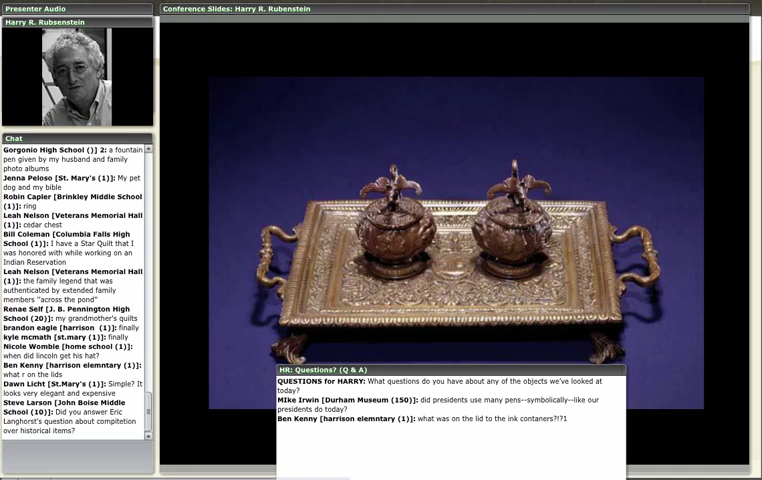 Presenter Audio
Harry R. Rubsenstein
Chat
Gorgonio High School ()] 2: a fountain
pen given by my husband and family
photo albums
Jenna Peloso [St. Mary's (1)]: My pet
dog and my bible
Robin Capler [Brinkley Middle School
(1)]: ring
Leah Nelson [Veterans Memorial Hall
(1)]: cedar chest
Bill Coleman [Columbia Falls High
School (1)]: I have a Star Quilt that I
was honored with while working on an
Indian Reservation
Leah Nelson [Veterans Memorial Hall
(1)]: the family legend that was
authenticated by extended family
members "across the pond"
Renae Self [J. B. Pennington High
School (20)]: my grandmother's quilts
brandon eagle [harrison (1)]: finally
kyle mcmath [st.mary (1)]: finally
Nicole Womble [home school (1)]:
when did lincoln get his hat?
Ben Kenny [harrison elemntary (1)]:
what r on the lids
Dawn Licht [St.Mary's (1)]: Simple? It
looks very elegant and expensive
Steve Larson [John Boise Middle
School (10)]: Did you answer Eric
Langhorst's question about compitetion
over historical items?
Conference Slides: Harry R. Rubenstein
HR: Questions? (Q & A)
QUESTIONS for HARRY: What questions do you have about any of the objects we've looked at
today?
MIke Irwin [Durham Museum (150)]: did presidents use many pens--symbolically--like our
presidents do today?
Ben Kenny [harrison elemntary (1)]: what was on the lid to the ink contaners?!?1